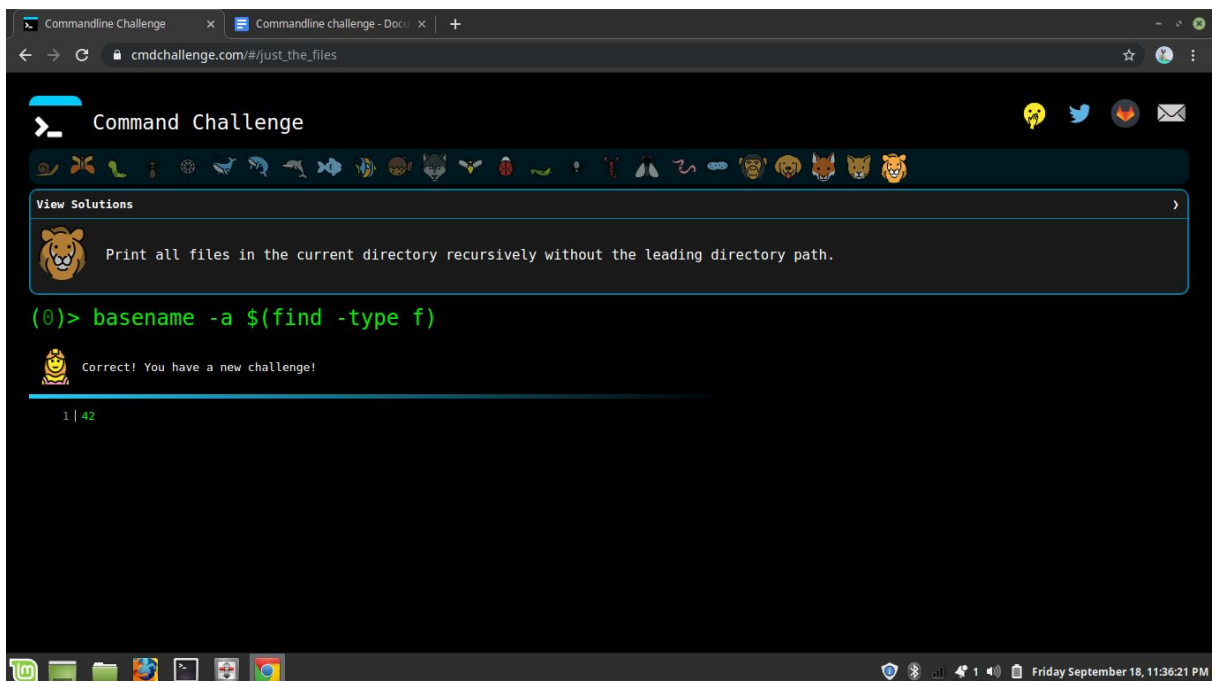 Commandline Challenge
Commandline challenge - Docu
cmdchallenge.com/#/just_the_files
Command Challenge
View Solutions
Print all files in the current directory recursively without the leading directory path.
(0)> basename -a $(find -type f)
Correct! You have a new challenge!
1| 42
1 Friday September 18, 11:36:21 PM